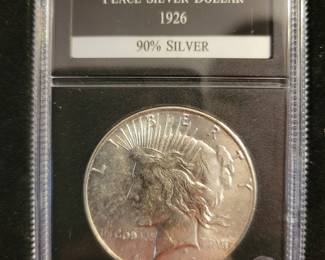 PEACE SILVER DOLLAR
1926
90% SILVER
LIBERTY